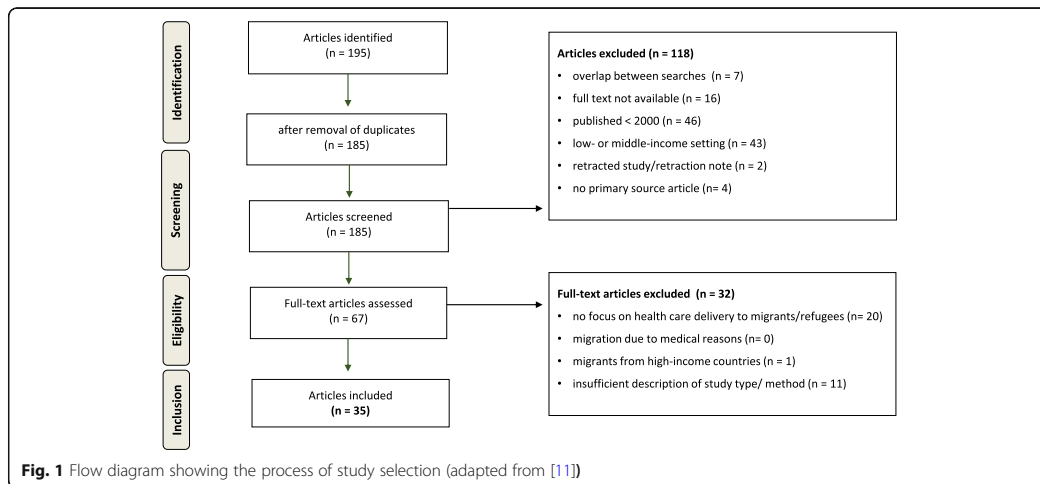 Identification
Articles identified
(n = 195)
after removal of duplicates
(n = 185)
Screening
Articles screened
(n = 185)
Articles excluded (n = 118)
• overlap between searches (n = 7)
• full text not available (n = 16)
• published < 2000 (n = 46)
• low- or middle-income setting (n = 43)
• retracted study/retraction note (n = 2)
• no primary source article (n= 4)
Eligibility
Full-text articles assessed
(n = 67)
Full-text articles excluded (n = 32)
• no focus on health care delivery to migrants/refugees (n= 20)
• migration due to medical reasons (n= 0)
• migrants from high-income countries (n = 1)
• insufficient description of study type/ method (n = 11)
Inclusion
Articles included
(n = 35)
Fig. 1 Flow diagram showing the process of study selection (adapted from [11])